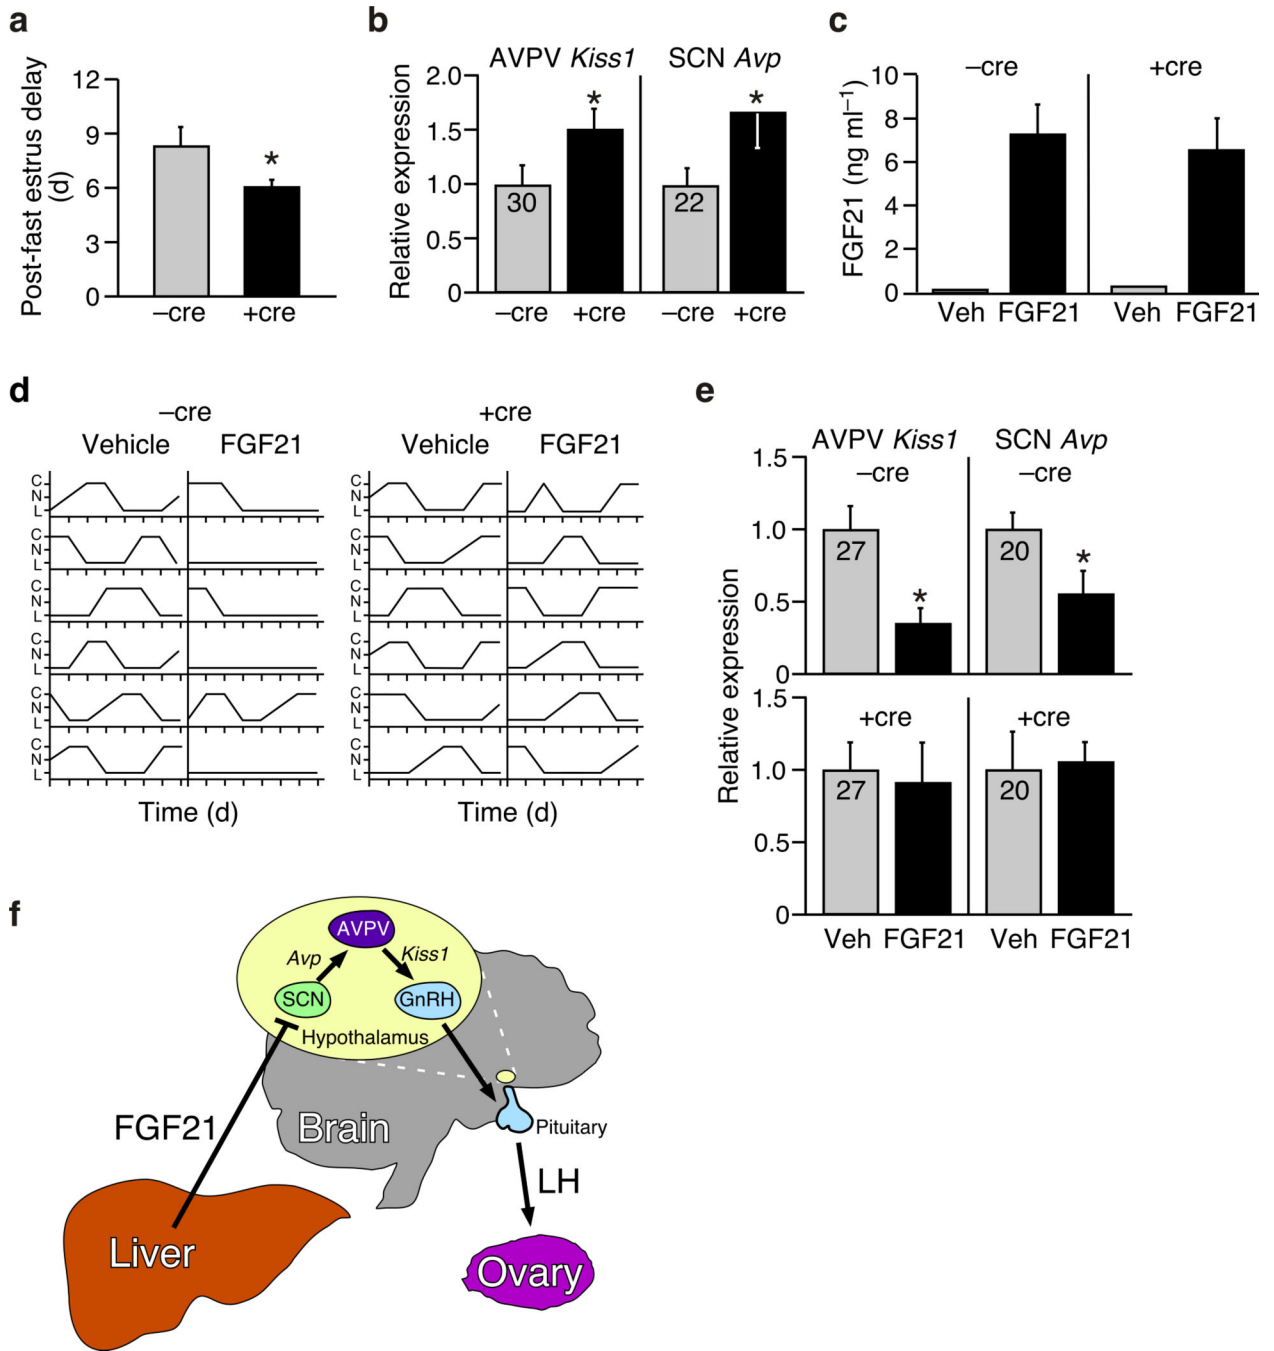 a
Post-fast estrus delay
(d)
12
9
6
3
0
*
–cre
+cre
b
AVPV Kiss1
SCN Avp
Relative expression
2.0
1.5
1.0
0.5
0
*
*
30
22
–cre
+cre
–cre
+cre
c
–cre
+cre
FGF21 (ng ml⁻¹)
10
8
6
4
2
0
Veh
FGF21
Veh
FGF21
d
–cre
+cre
Vehicle
FGF21
Vehicle
FGF21
C
N
L
C
N
L
C
N
L
C
N
L
C
N
L
C
N
L
C
N
L
C
N
L
C
N
L
C
N
L
C
N
L
C
N
L
Time (d)
Time (d)
e
AVPV Kiss1
SCN Avp
–cre
–cre
Relative expression
1.5
1.0
0.5
0
27
*
20
*
+cre
+cre
1.5
1.0
0.5
0
27
20
Veh
FGF21
Veh
FGF21
f
AVPV
Avp
Kiss1
SCN
GnRH
Hypothalamus
FGF21
Brain
Pituitary
LH
Liver
Ovary